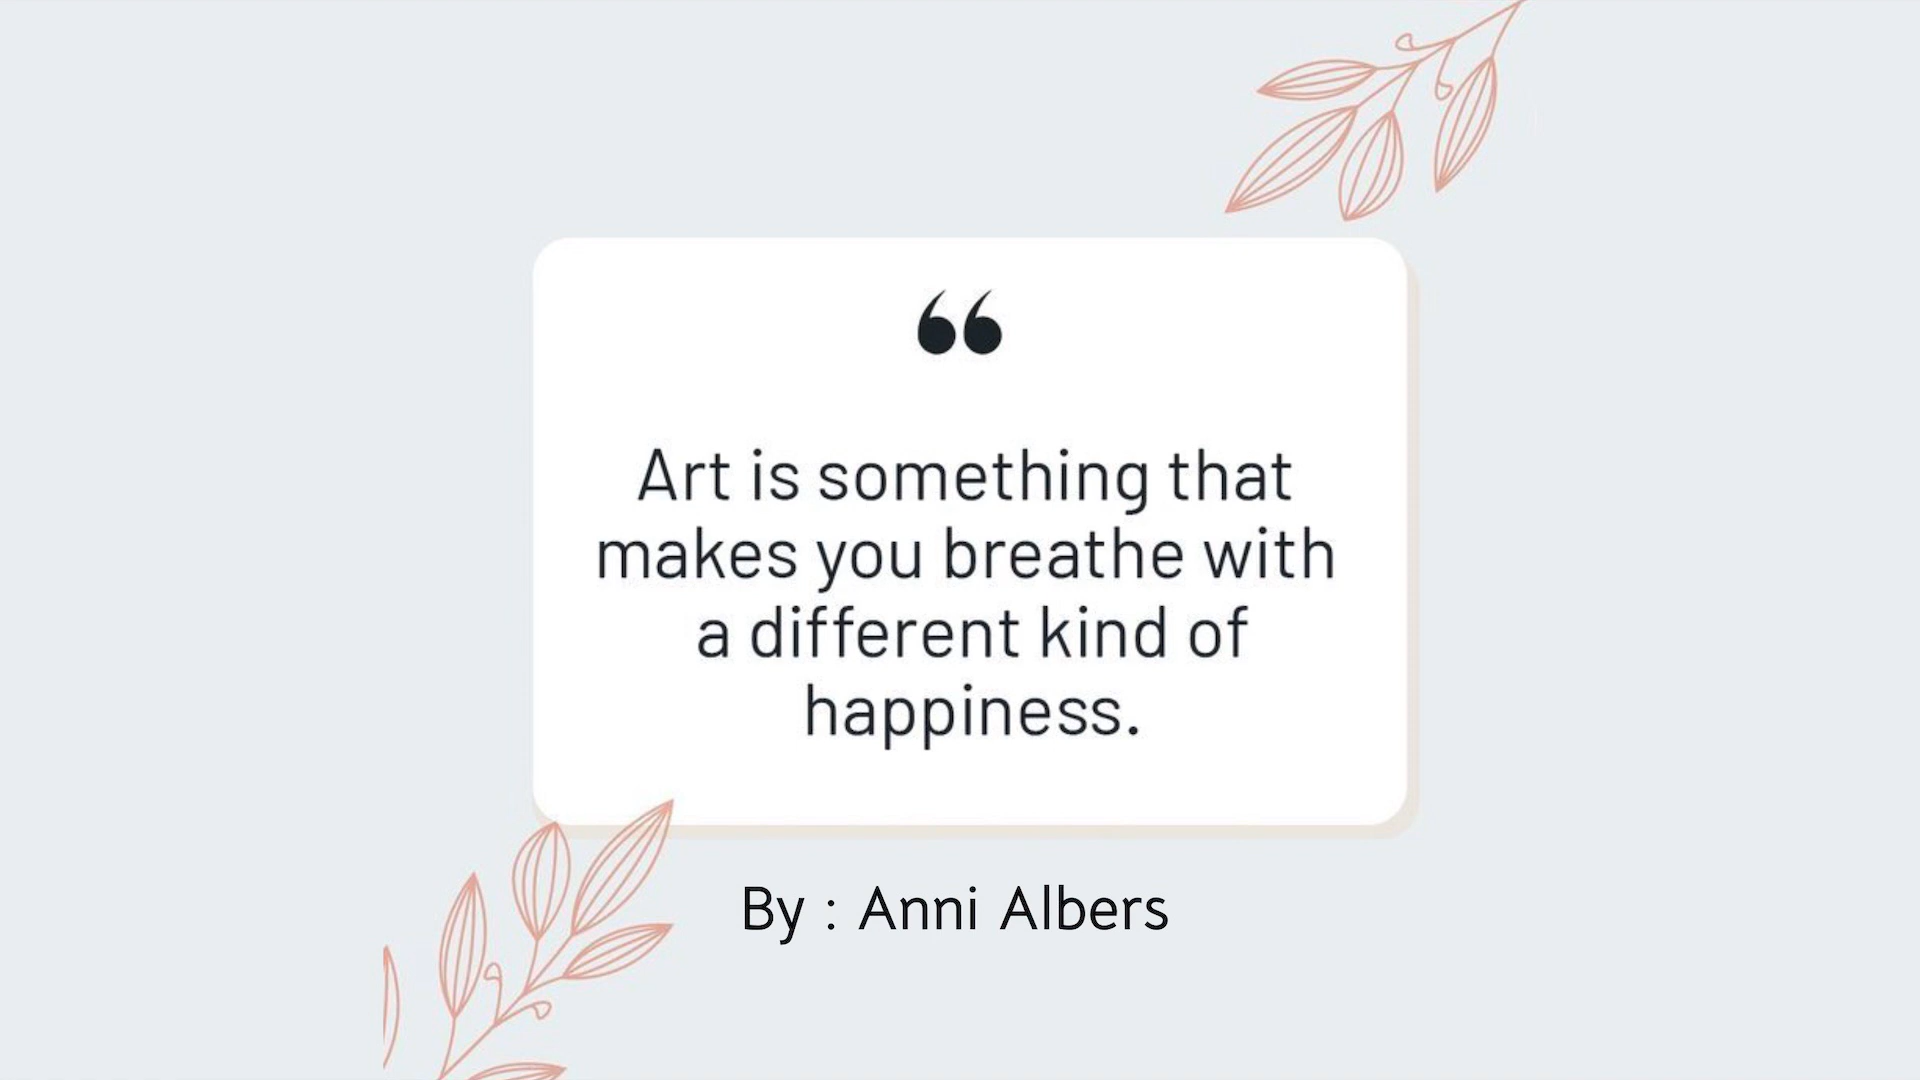 “
Art is something that
makes you breathe with
a different kind of
happiness.
By : Anni Albers